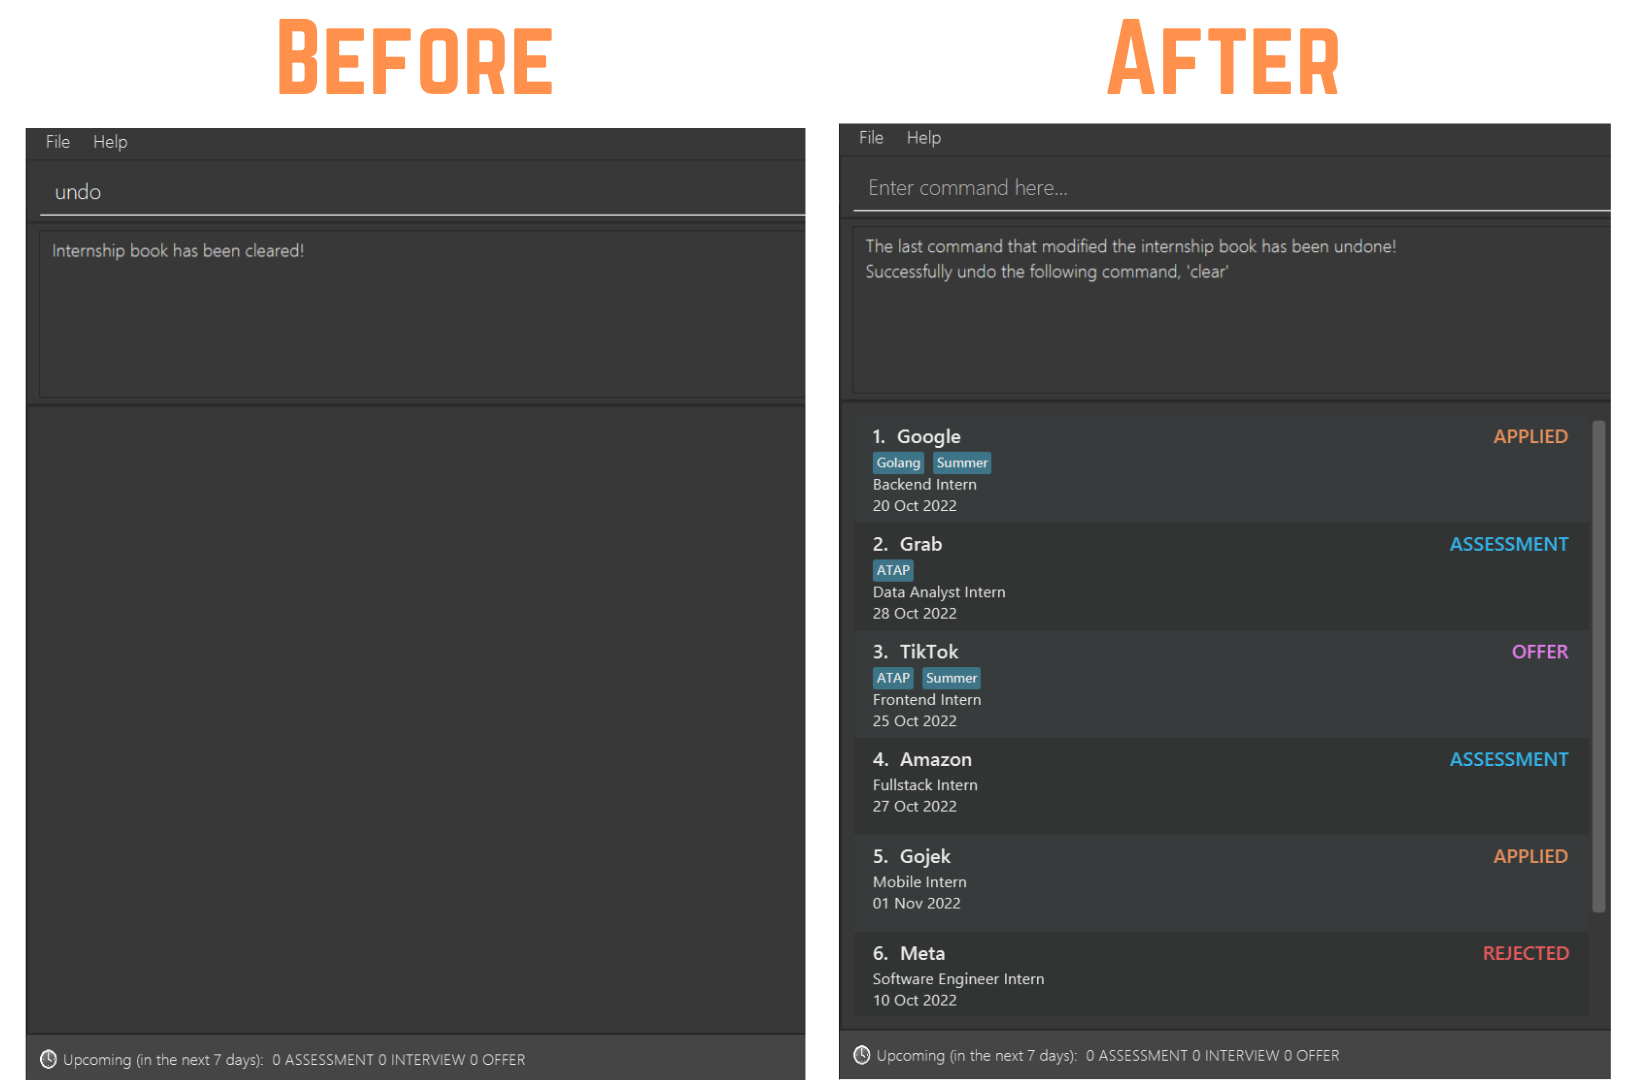 BEFORE
File Help
undo
Internship book has been cleared!
Upcoming (in the next 7 days): 0 ASSESSMENT 0 INTERVIEW 0 OFFER
AFTER
File Help
Enter command here...
The last command that modified the internship book has been undone!
Successfully undo the following command, 'clear'
1. Google APPLIED
Golang Summer
Backend Intern
20 Oct 2022
2. Grab ASSESSMENT
ATAP
Data Analyst Intern
28 Oct 2022
3. TikTok OFFER
ATAP Summer
Frontend Intern
25 Oct 2022
4. Amazon ASSESSMENT
Fullstack Intern
27 Oct 2022
5. Gojek APPLIED
Mobile Intern
01 Nov 2022
6. Meta REJECTED
Software Engineer Intern
10 Oct 2022
Upcoming (in the next 7 days): 0 ASSESSMENT 0 INTERVIEW 0 OFFER